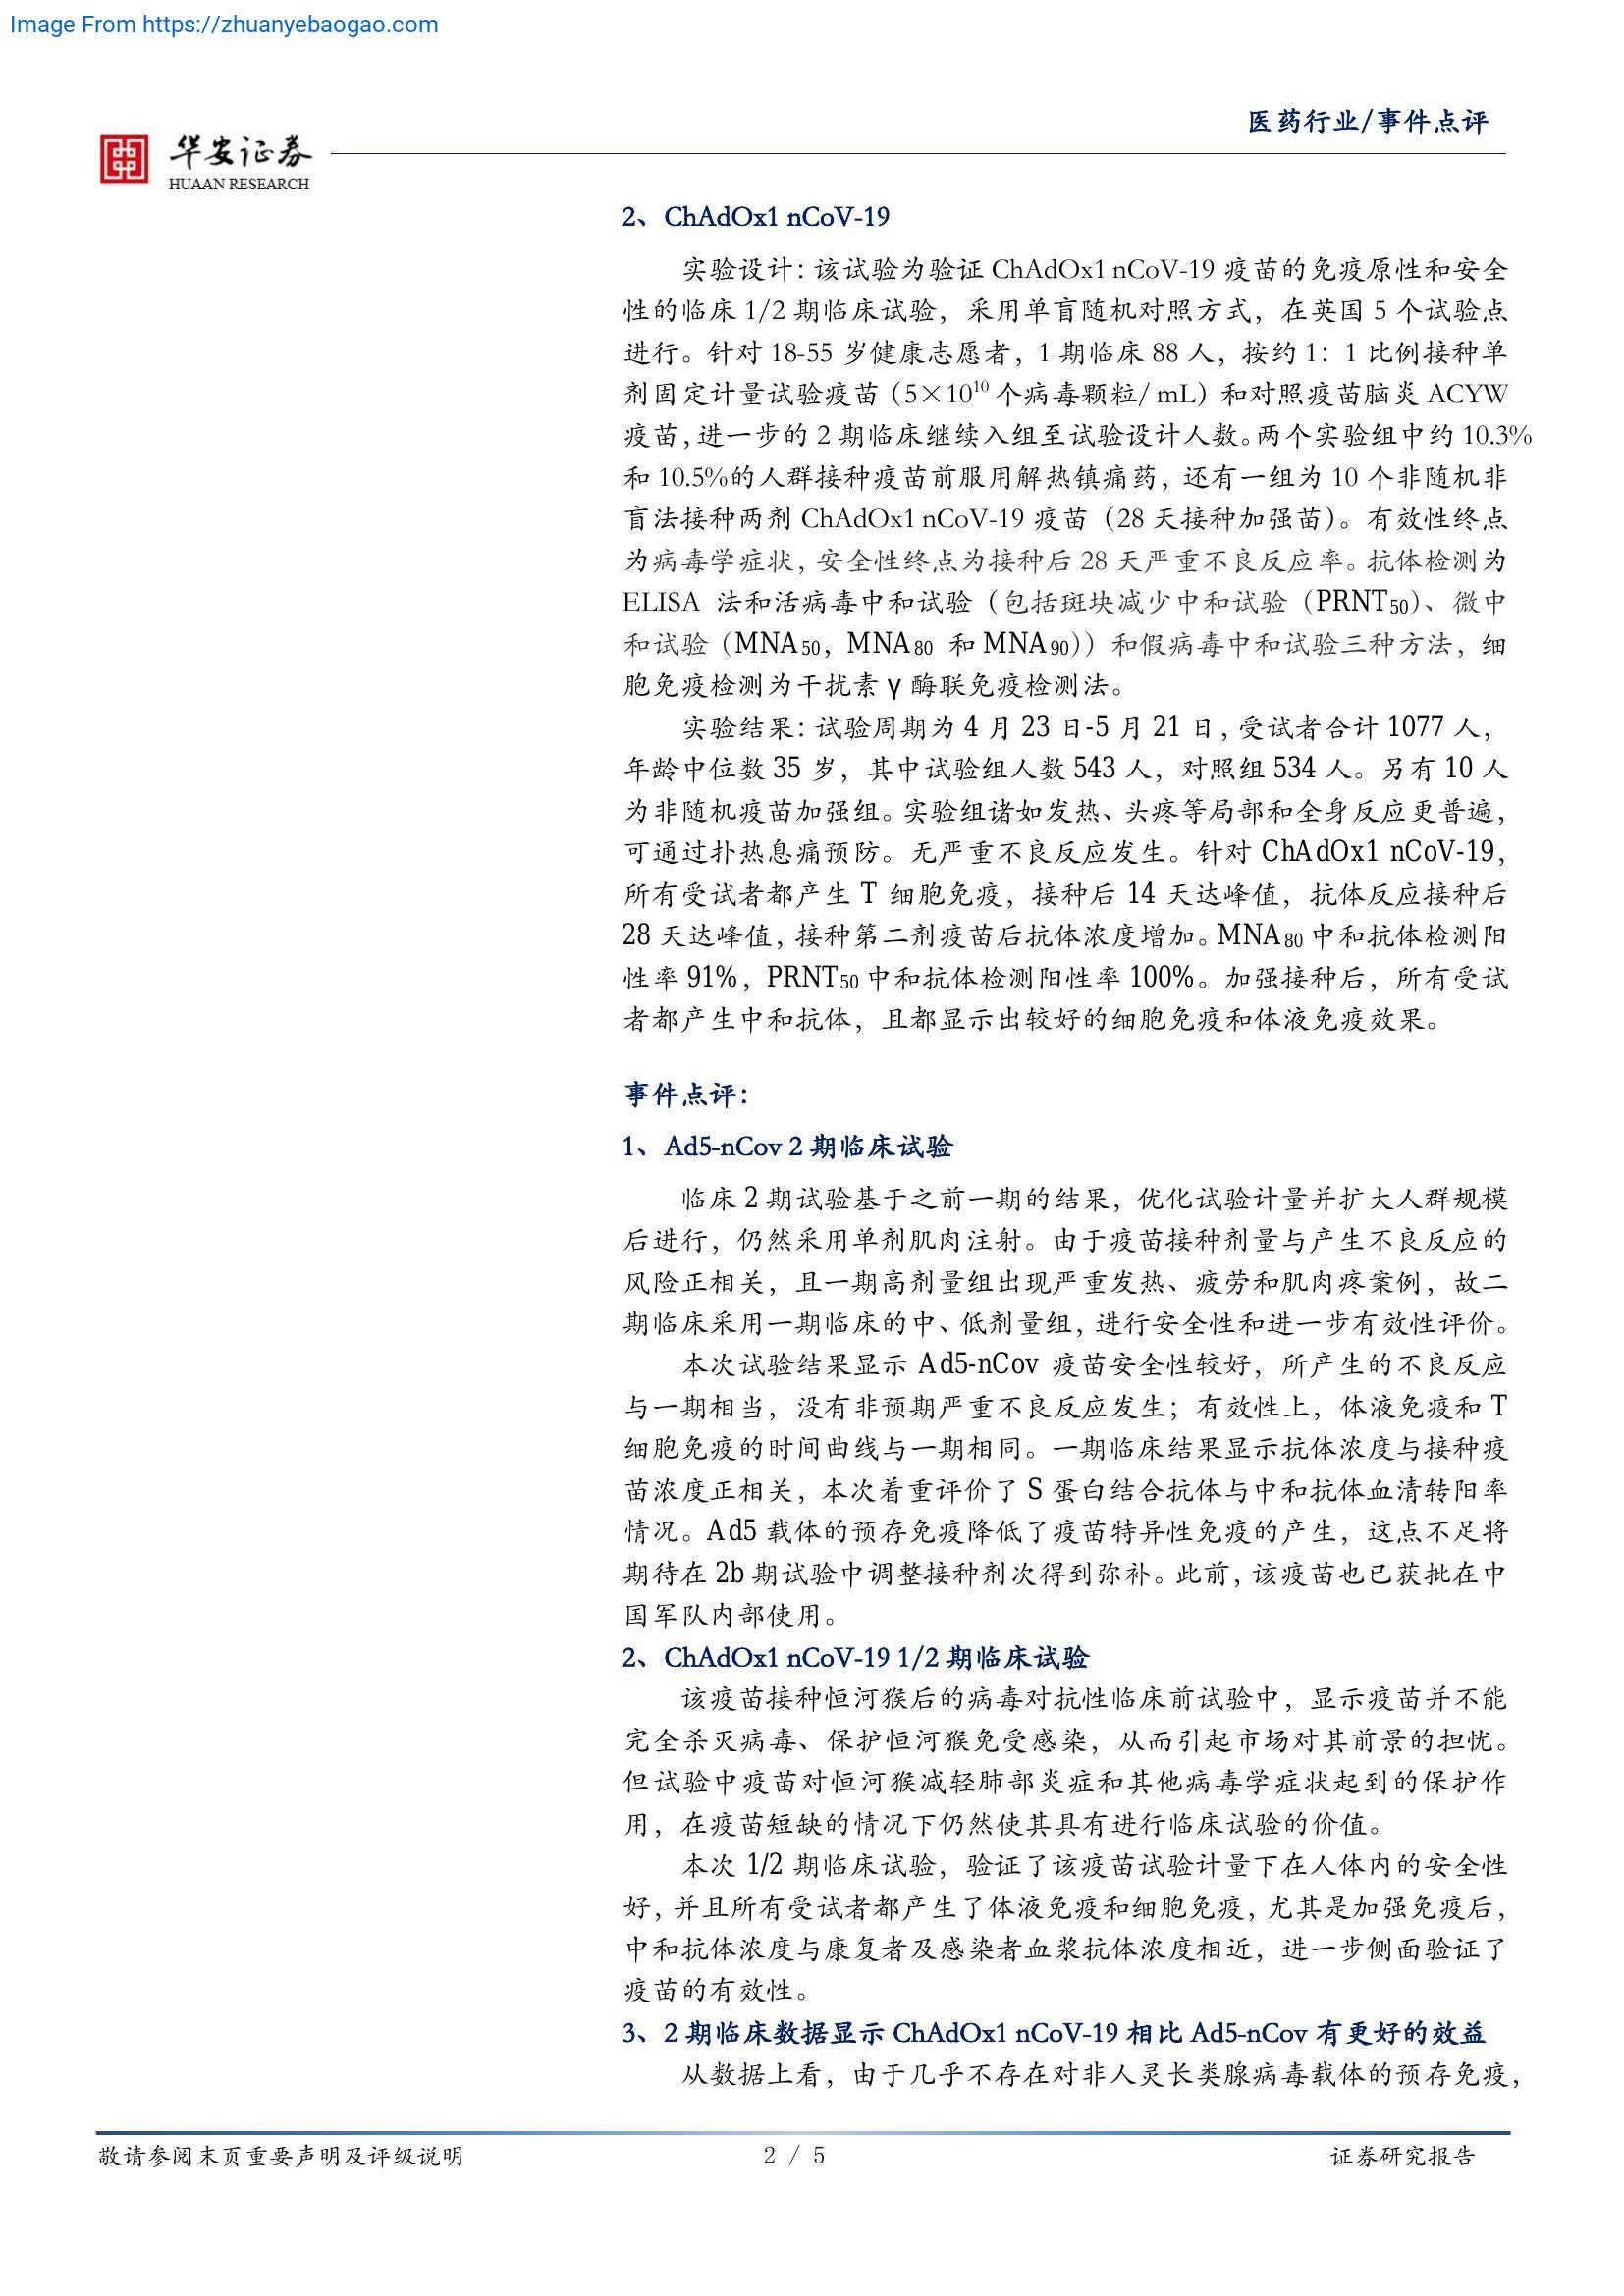 Image From https://zhuanyebaogao.com
医药行业/事件点评
华安证券
HUAAN RESEARCH
2、ChAdOx1 nCoV-19
实验设计：该试验为验证 ChAdOx1 nCoV-19 疫苗的免疫原性和安全
性的临床 1/2 期临床试验，采用单盲随机对照方式，在英国 5 个试验点
进行。针对 18-55 岁健康志愿者，1 期临床 88 人，按约 1：1 比例接种单
剂固定计量试验疫苗（5×10¹⁰ 个病毒颗粒/ mL）和对照疫苗脑炎 ACYW
疫苗，进一步的 2 期临床继续入组至试验设计人数。两个实验组中约 10.3%
和 10.5%的人群接种疫苗前服用解热镇痛药，还有一组为 10 个非随机非
盲法接种两剂 ChAdOx1 nCoV-19 疫苗（28 天接种加强苗）。有效性终点
为病毒学症状，安全性终点为接种后 28 天严重不良反应率。抗体检测为
ELISA 法和活病毒中和试验（包括斑块减少中和试验（PRNT₅₀）、微中
和试验（MNA₅₀，MNA₈₀ 和 MNA₉₀））和假病毒中和试验三种方法，细
胞免疫检测为干扰素 γ 酶联免疫检测法。
实验结果：试验周期为 4 月 23 日-5 月 21 日，受试者合计 1077 人，
年龄中位数 35 岁，其中试验组人数 543 人，对照组 534 人。另有 10 人
为非随机疫苗加强组。实验组诸如发热、头疼等局部和全身反应更普遍，
可通过扑热息痛预防。无严重不良反应发生。针对 ChAdOx1 nCoV-19，
所有受试者都产生 T 细胞免疫，接种后 14 天达峰值，抗体反应接种后
28 天达峰值，接种第二剂疫苗后抗体浓度增加。MNA₈₀ 中和抗体检测阳
性率 91%，PRNT₅₀ 中和抗体检测阳性率 100%。加强接种后，所有受试
者都产生中和抗体，且都显示出较好的细胞免疫和体液免疫效果。
事件点评：
1、Ad5-nCov 2 期临床试验
临床 2 期试验基于之前一期的结果，优化试验计量并扩大人群规模
后进行，仍然采用单剂肌肉注射。由于疫苗接种剂量与产生不良反应的
风险正相关，且一期高剂量组出现严重发热、疲劳和肌肉疼案例，故二
期临床采用一期临床的中、低剂量组，进行安全性和进一步有效性评价。
本次试验结果显示 Ad5-nCov 疫苗安全性较好，所产生的不良反应
与一期相当，没有非预期严重不良反应发生；有效性上，体液免疫和 T
细胞免疫的时间曲线与一期相同。一期临床结果显示抗体浓度与接种疫
苗浓度正相关，本次着重评价了 S 蛋白结合抗体与中和抗体血清转阳率
情况。Ad5 载体的预存免疫降低了疫苗特异性免疫的产生，这点不足将
期待在 2b 期试验中调整接种剂次得到弥补。此前，该疫苗也已获批在中
国军队内部使用。
2、ChAdOx1 nCoV-19 1/2 期临床试验
该疫苗接种恒河猴后的病毒对抗性临床前试验中，显示疫苗并不能
完全杀灭病毒、保护恒河猴免受感染，从而引起市场对其前景的担忧。
但试验中疫苗对恒河猴减轻肺部炎症和其他病毒学症状起到的保护作
用，在疫苗短缺的情况下仍然使其具有进行临床试验的价值。
本次 1/2 期临床试验，验证了该疫苗试验计量下在人体内的安全性
好，并且所有受试者都产生了体液免疫和细胞免疫，尤其是加强免疫后，
中和抗体浓度与康复者及感染者血浆抗体浓度相近，进一步侧面验证了
疫苗的有效性。
3、2 期临床数据显示 ChAdOx1 nCoV-19 相比 Ad5-nCov 有更好的效益
从数据上看，由于几乎不存在对非人灵长类腺病毒载体的预存免疫，
敬请参阅末页重要声明及评级说明
2 / 5
证券研究报告